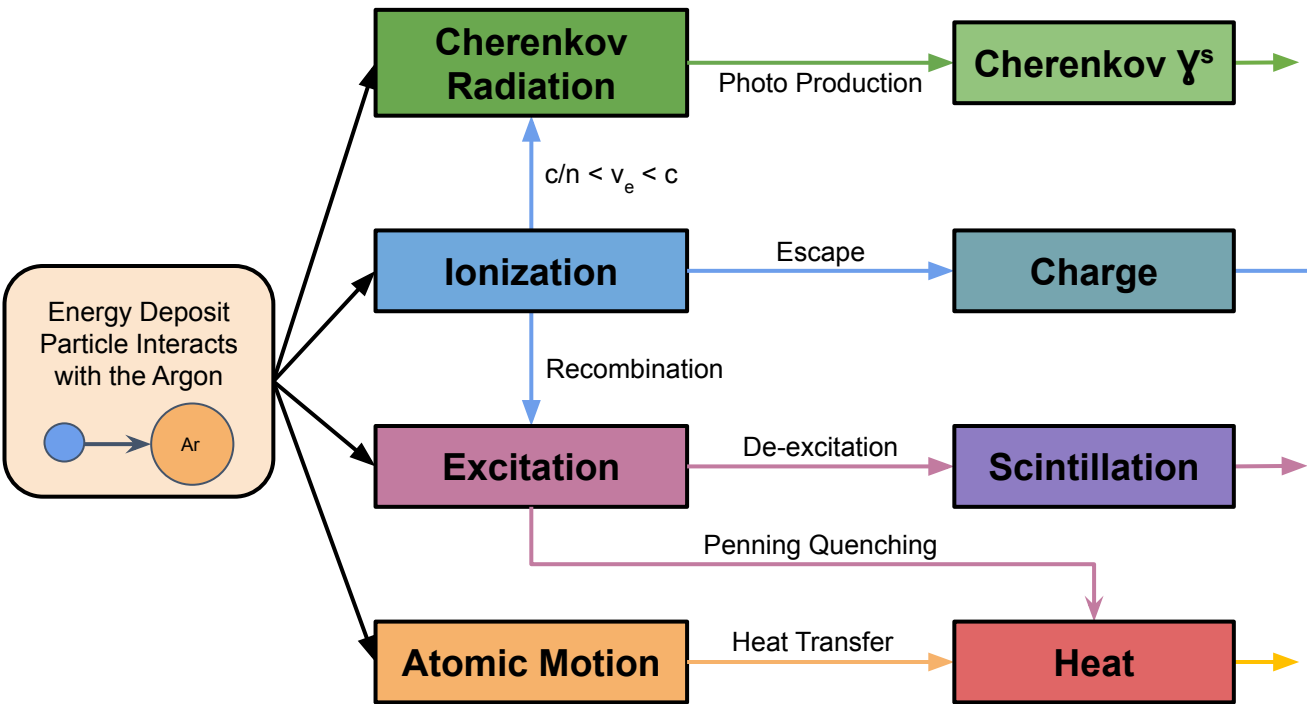 Cherenkov
Radiation
Photo Production
Cherenkov Ɣˢ
c/n < vₑ < c
Ionization
Escape
Charge
Energy Deposit
Particle Interacts
with the Argon
Ar
Recombination
Excitation
De-excitation
Scintillation
Penning Quenching
Atomic Motion
Heat Transfer
Heat